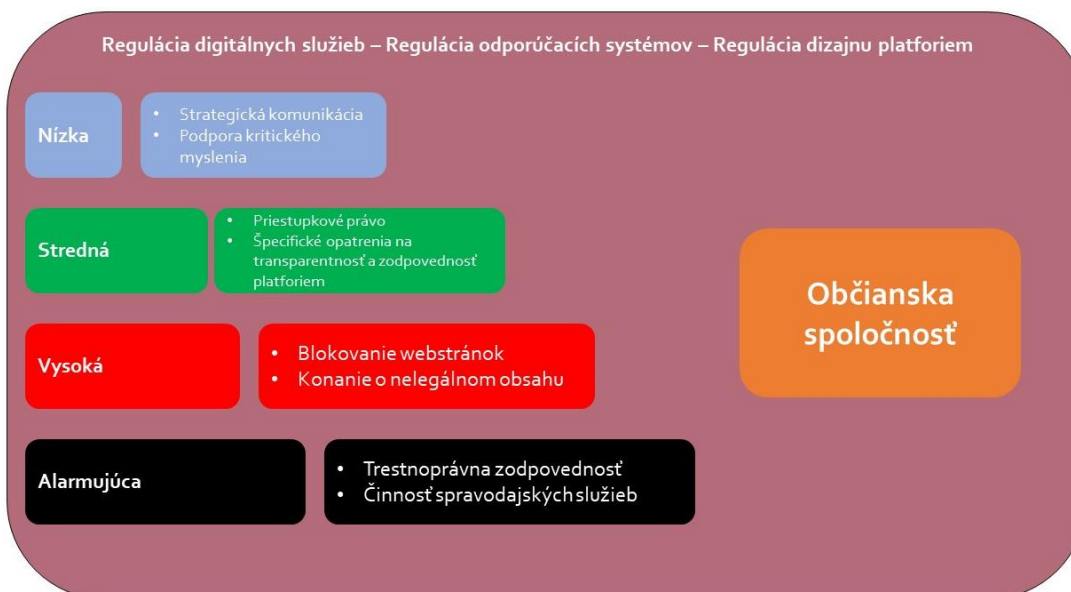 Regulácia digitálnych služieb – Regulácia odporúčacích systémov – Regulácia dizajnu platforiem
Nízka
• Strategická komunikácia
• Podpora kritického
myslenia
Stredná
• Priestupkové právo
• Špecifické opatrenia na
transparentnosť a zodpovednosť
platforiem
Vysoká
• Blokovanie webstránok
• Konanie o nelegálnom obsahu
Alarmujúca
• Trestnoprávna zodpovednosť
• Činnosť spravodajských služieb
Občianska
spoločnosť